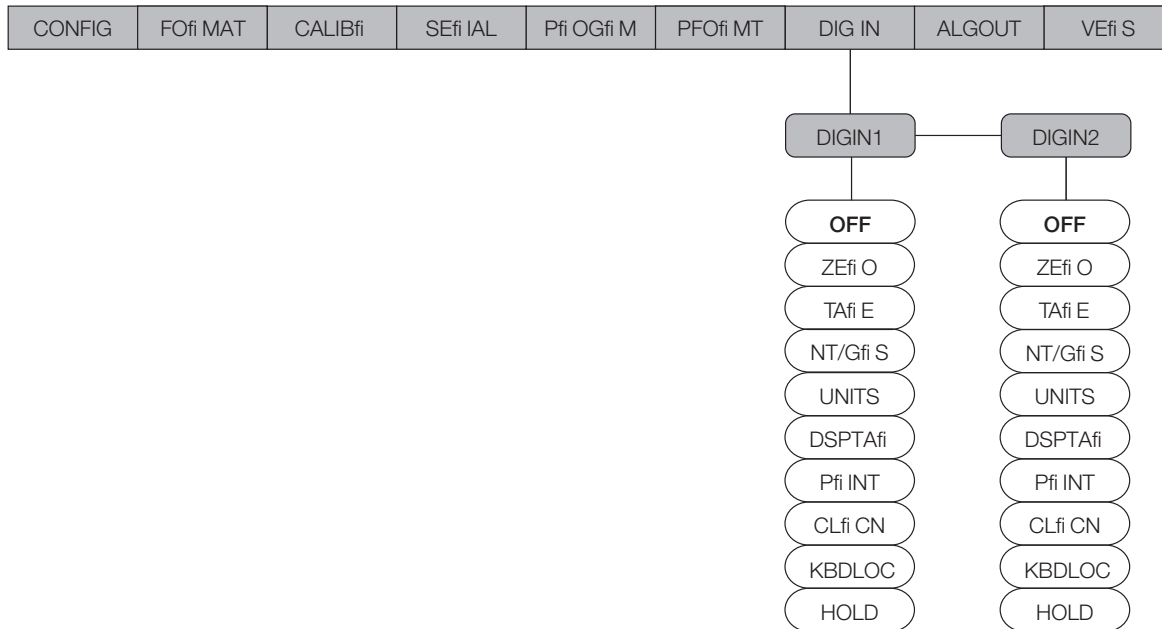 CONFIG FOfi MAT CALIBfi SEfi IAL Pfi OGfi M PFOfi MT DIG IN ALGOUT VEfi S
DIGIN1 DIGIN2
OFF OFF
ZEfi O ZEfi O
TAfi E TAfi E
NT/Gfi S NT/Gfi S
UNITS UNITS
DSPTAfi DSPTAfi
Pfi INT Pfi INT
CLfi CN CLfi CN
KBDLOC KBDLOC
HOLD HOLD